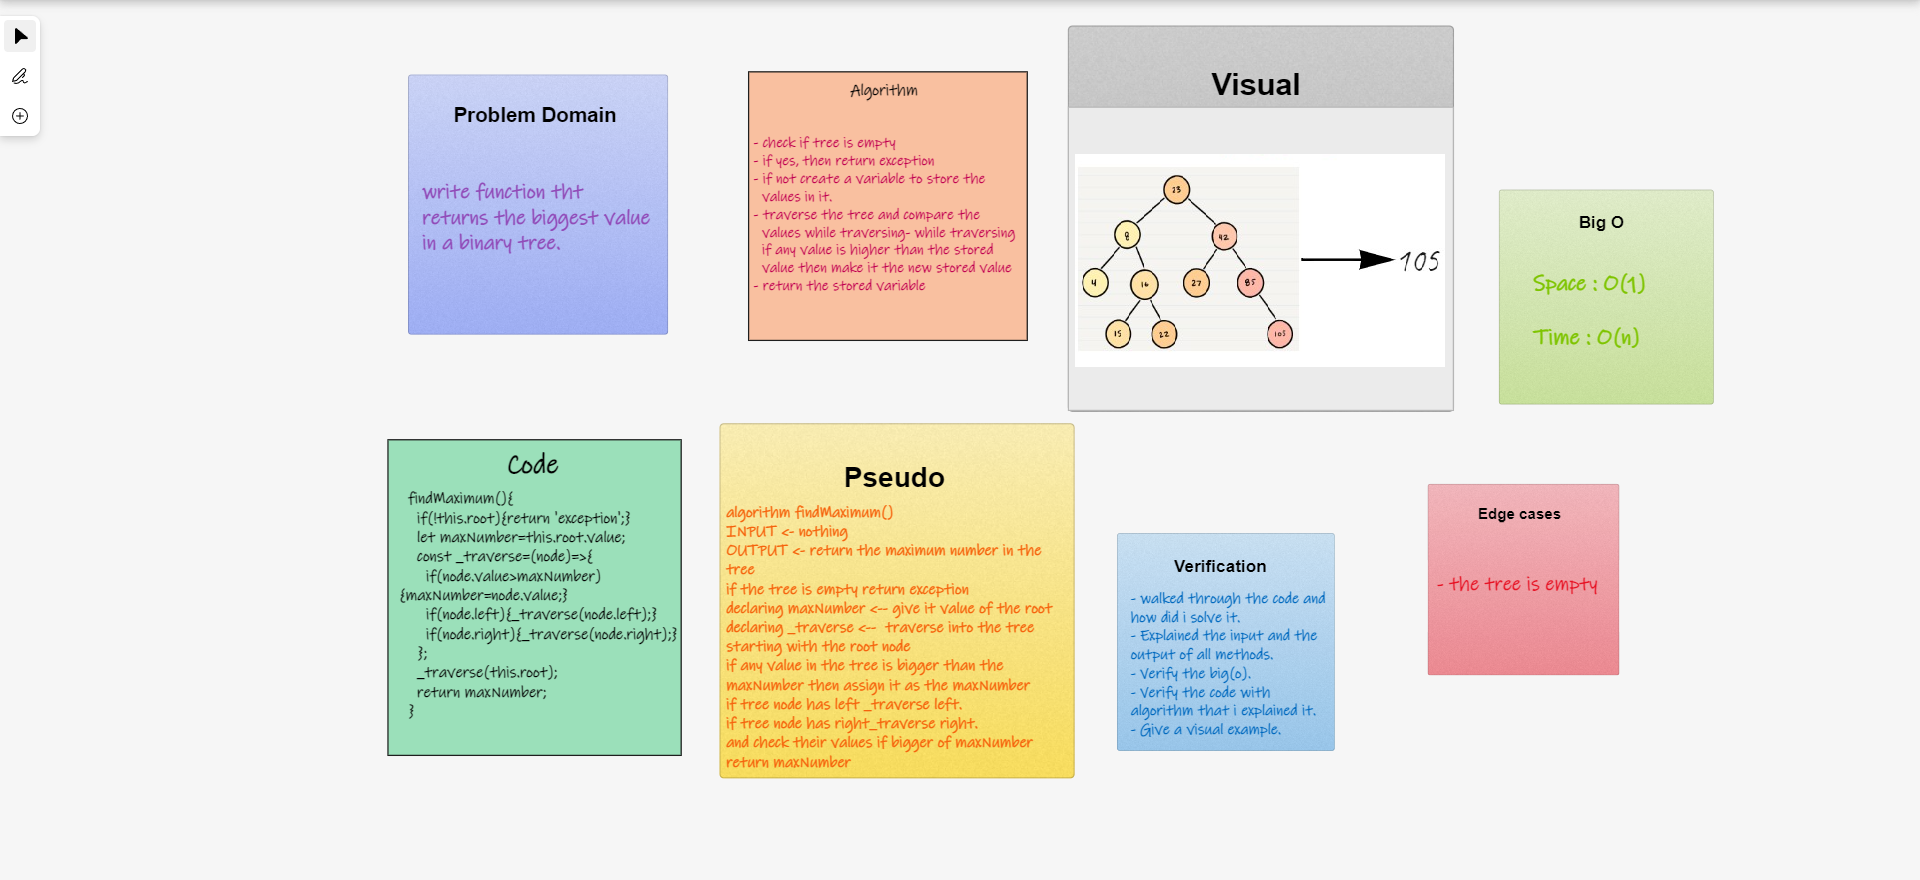 Problem Domain
write function tht
returns the biggest value
in a binary tree.
Algorithm
- check if tree is empty
- if yes, then return exception
- if not create a variable to store the
values in it.
- traverse the tree and compare the
values while traversing- while traversing
if any value is higher than the stored
value then make it the new stored value
- return the stored variable
Visual
23
8
42
4
16
27
85
15
22
105
105
Big O
Space : O(1)
Time : O(n)
Code
findMaximum(){
if(!this.root){return 'exception';}
let maxNumber=this.root.value;
const _traverse=(node)=>{
if(node.value>maxNumber)
{maxNumber=node.value;}
if(node.left){_traverse(node.left);}
if(node.right){_traverse(node.right);}
};
_traverse(this.root);
return maxNumber;
}
Pseudo
algorithm findMaximum()
INPUT <- nothing
OUTPUT <- return the maximum number in the
tree
if the tree is empty return exception
declaring maxNumber <-- give it value of the root
declaring _traverse <-- traverse into the tree
starting with the root node
if any value in the tree is bigger than the
maxNumber then assign it as the maxNumber
if tree node has left _traverse left.
if tree node has right_traverse right.
and check their values if bigger of maxNumber
return maxNumber
Verification
- walked through the code and
how did i solve it.
- Explained the input and the
output of all methods.
- Verify the big(o).
- Verify the code with
algorithm that i explained it.
- Give a visual example.
Edge cases
- the tree is empty